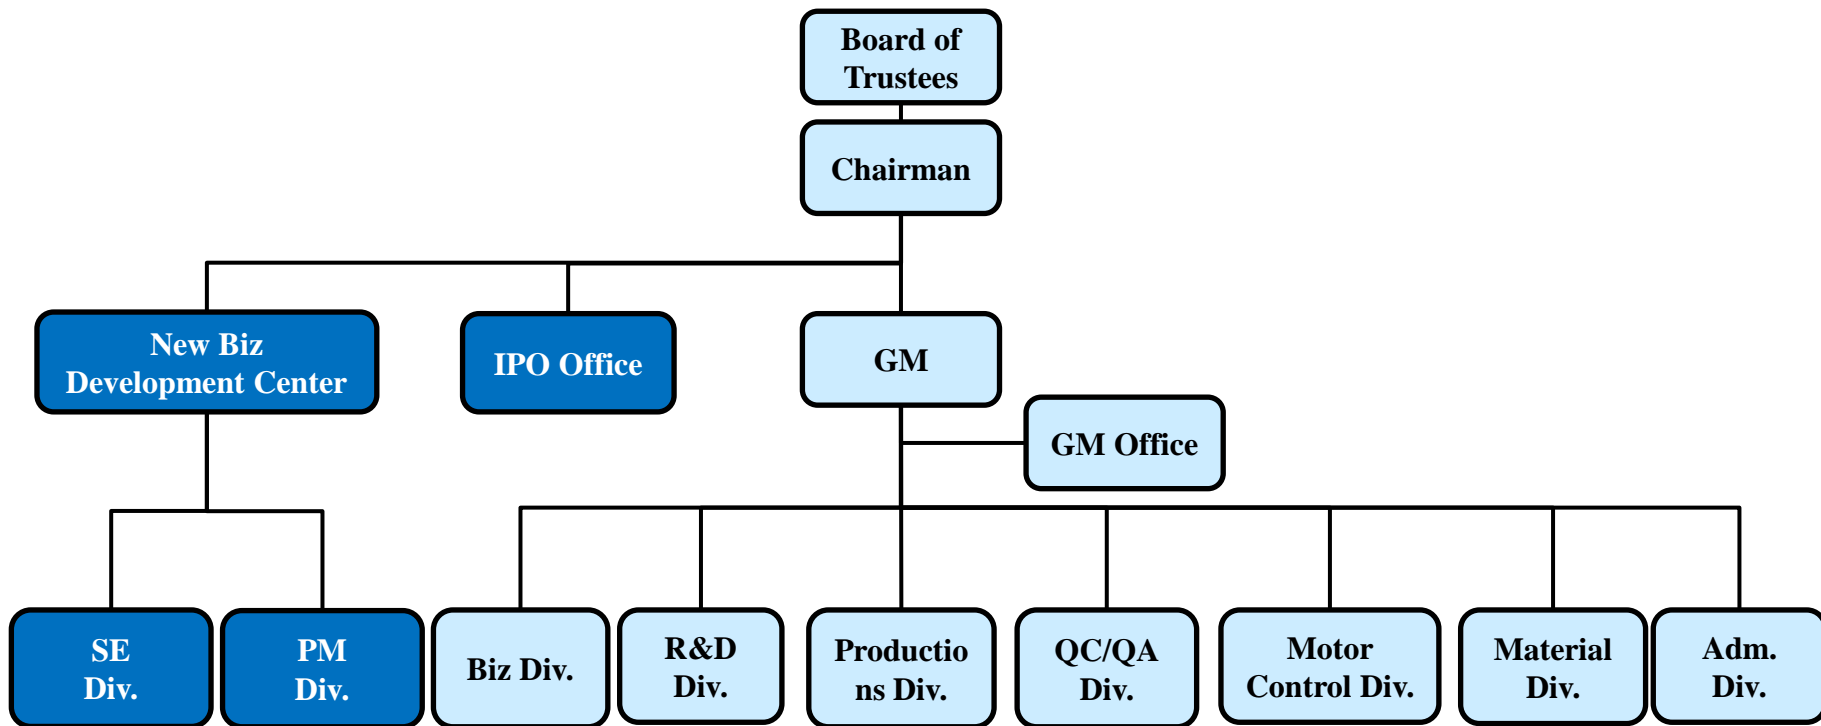 Board of
Trustees
Chairman
New Biz
Development Center
IPO Office
GM
GM Office
SE
Div.
PM
Div.
Biz Div.
R&D
Div.
Productio
ns Div.
QC/QA
Div.
Motor
Control Div.
Material
Div.
Adm.
Div.